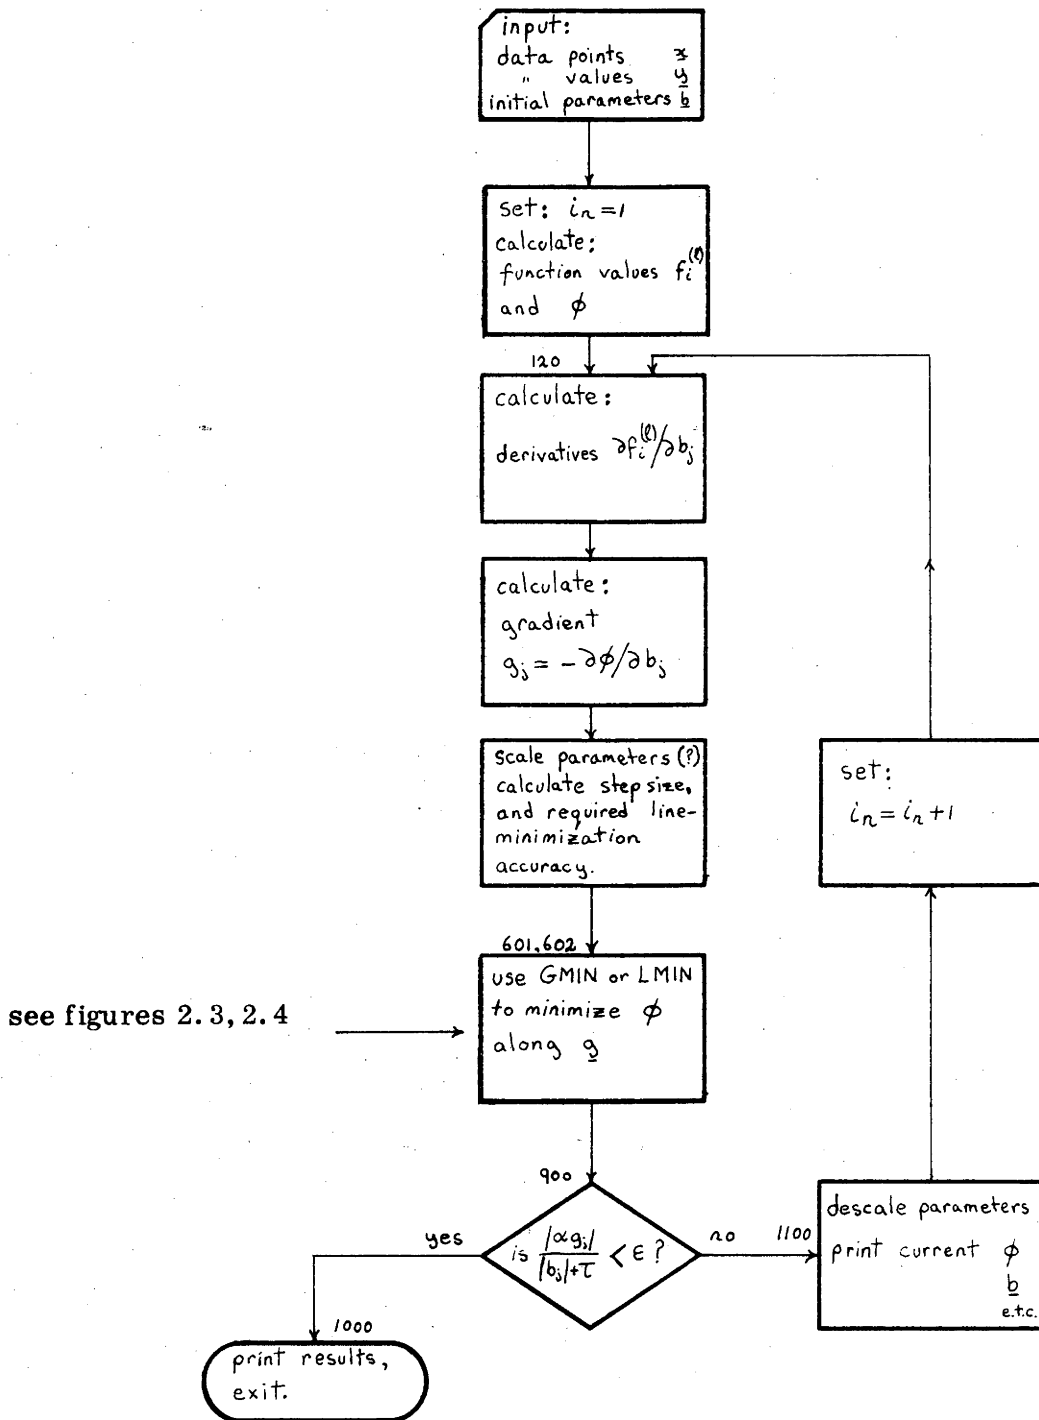 input:
data points x
" values y
initial parameters b
set: iₙ = 1
calculate:
function values fᵢ⁽ˡ⁾
and ϕ
120
calculate:
derivatives ∂fᵢ⁽ˡ⁾/∂bⱼ
calculate:
gradient
gⱼ = -∂ϕ/∂bⱼ
scale parameters (?)
calculate step size,
and required line-
minimization
accuracy.
601,602
use GMIN or LMIN
to minimize ϕ
along g
see figures 2.3, 2.4
900
is |αgⱼ| / |bⱼ|+τ < ε ?
yes
no
1000
print results,
exit.
1100
descale parameters
print current ϕ
b
e.t.c.
set:
iₙ = iₙ + 1